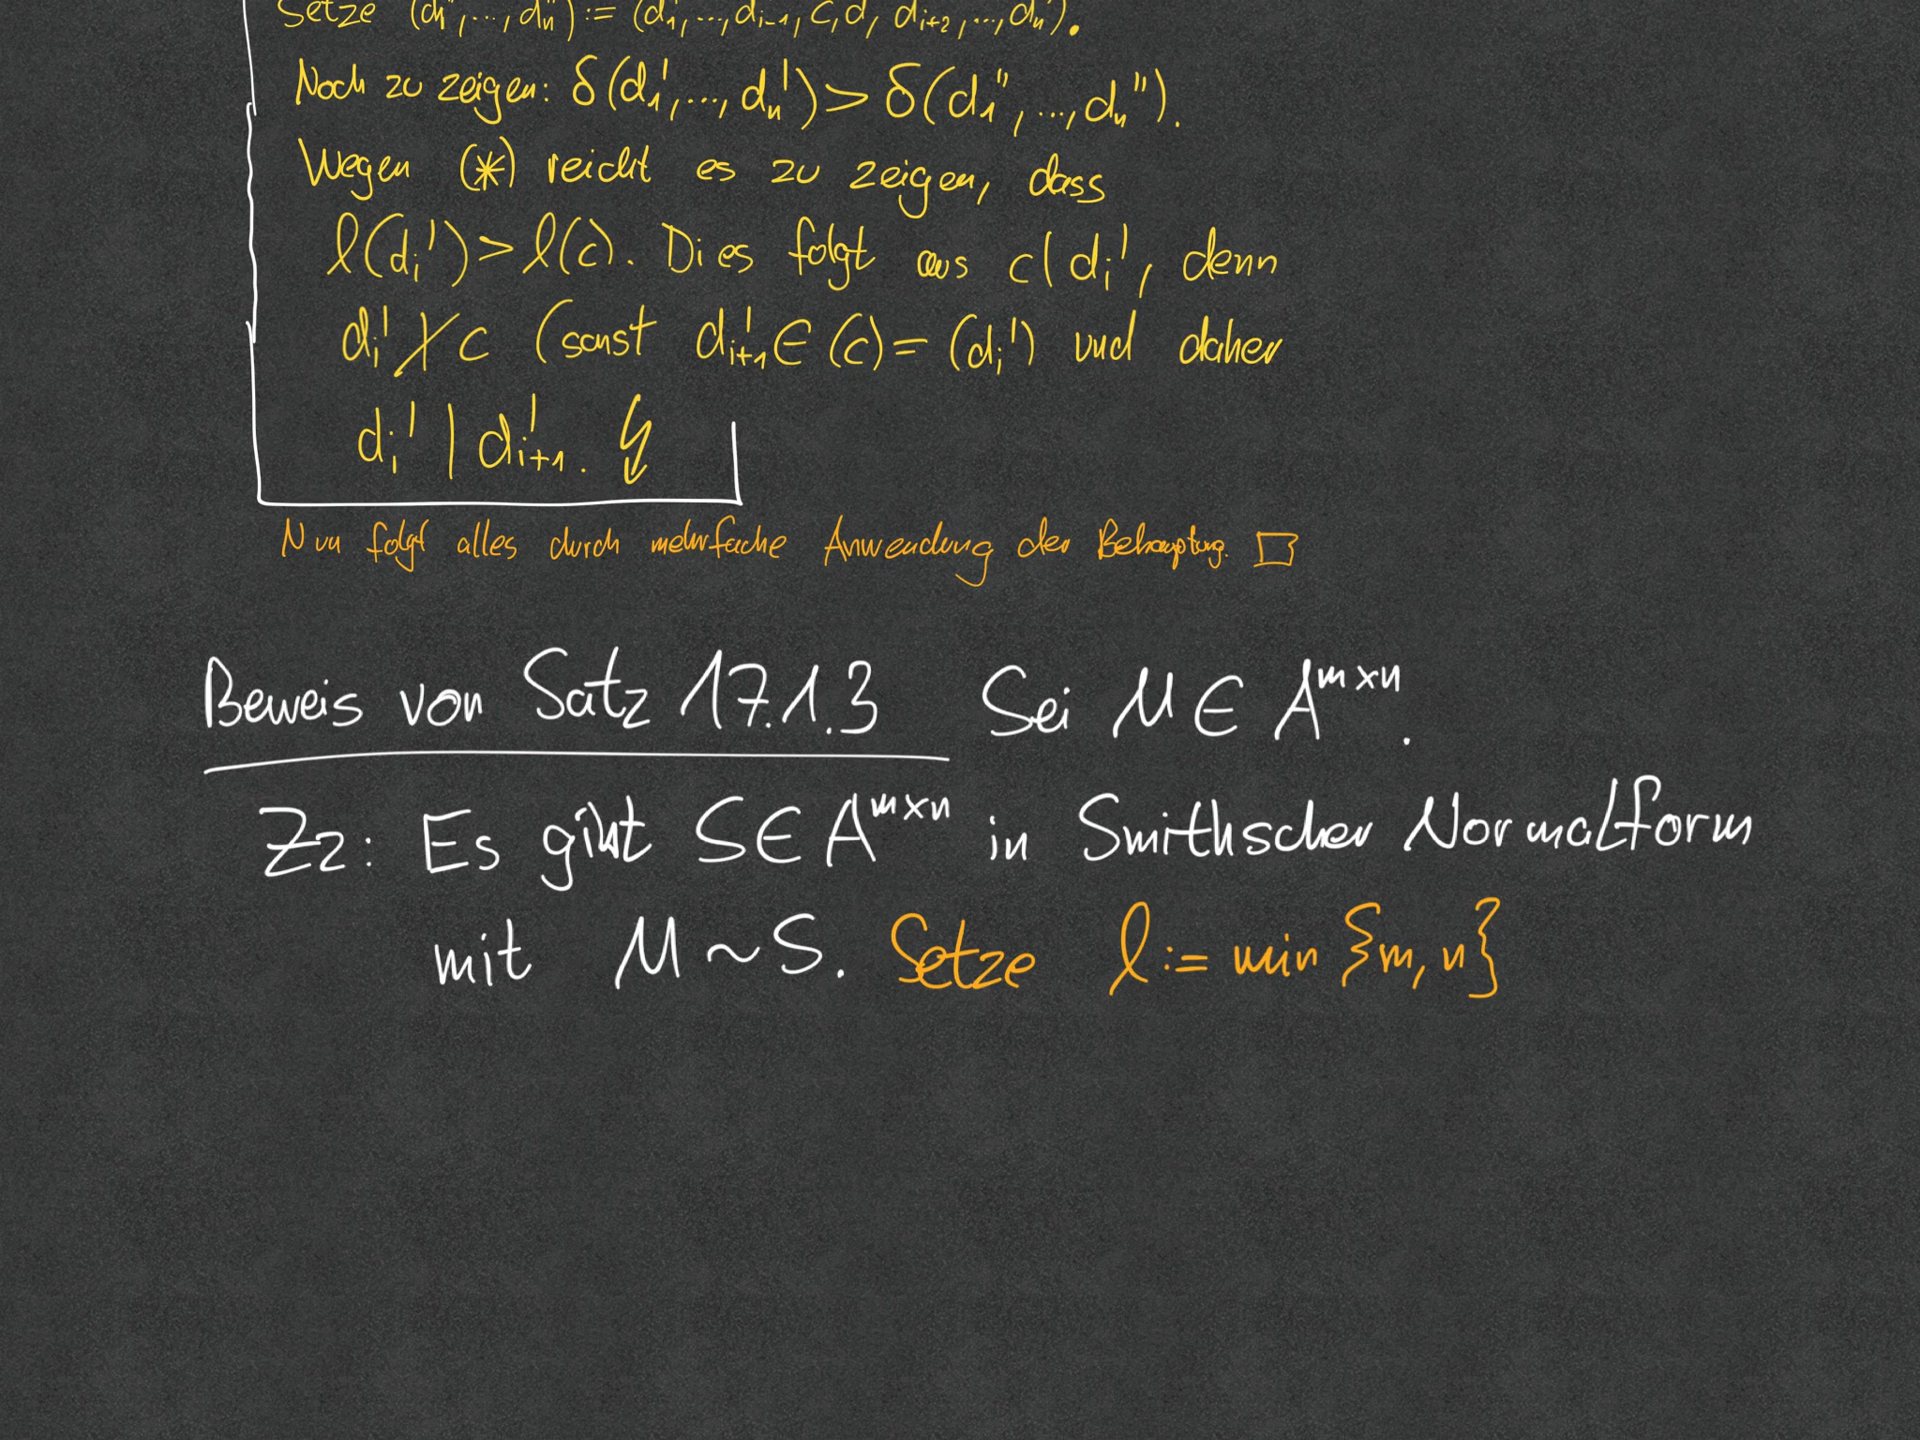 Setze (d₁'',...,dₙ'') := (d₁',...,dᵢ₋₁, c, d, dᵢ₊₂,...,dₙ').
Noch zu zeigen: δ(d₁',...,dₙ') > δ(d₁'',...,dₙ'').
Wegen (*) reicht es zu zeigen, dass
ℓ(dᵢ') > ℓ(c). Dies folgt aus c | dᵢ', denn
dᵢ' ∤ c (sonst d'ᵢ₊₁ ∈ (c) = (dᵢ') und daher
dᵢ' | d'ᵢ₊₁. ↯
Nun folgt alles durch mehrfache Anwendung der Behauptung. □
Beweis von Satz 17.1.3 Sei M ∈ A^{m×n}.
Zz: Es gibt S ∈ A^{m×n} in Smithscher Normalform
mit M ~ S. Setze ℓ := min {m, n}